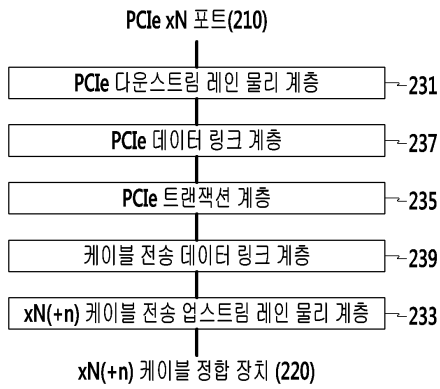 PCIe xN 포트(210)
PCIe 다운스트림 레인 물리 계층 231
PCIe 데이터 링크 계층 237
PCIe 트랜잭션 계층 235
케이블 전송 데이터 링크 계층 239
xN(+n) 케이블 전송 업스트림 레인 물리 계층 233
xN(+n) 케이블 정합 장치 (220)